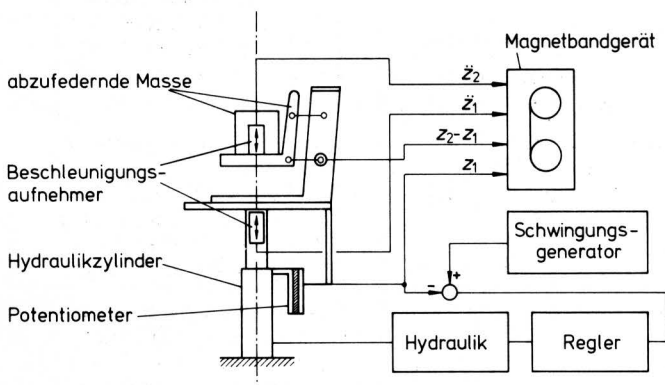 Magnetbandgerät
abzufedernde Masse
z̈₂
z̈₁
z₂-z₁
z₁
Beschleunigungs-
aufnehmer
Schwingungs-
generator
Hydraulikzylinder
- +
Potentiometer
Hydraulik
Regler